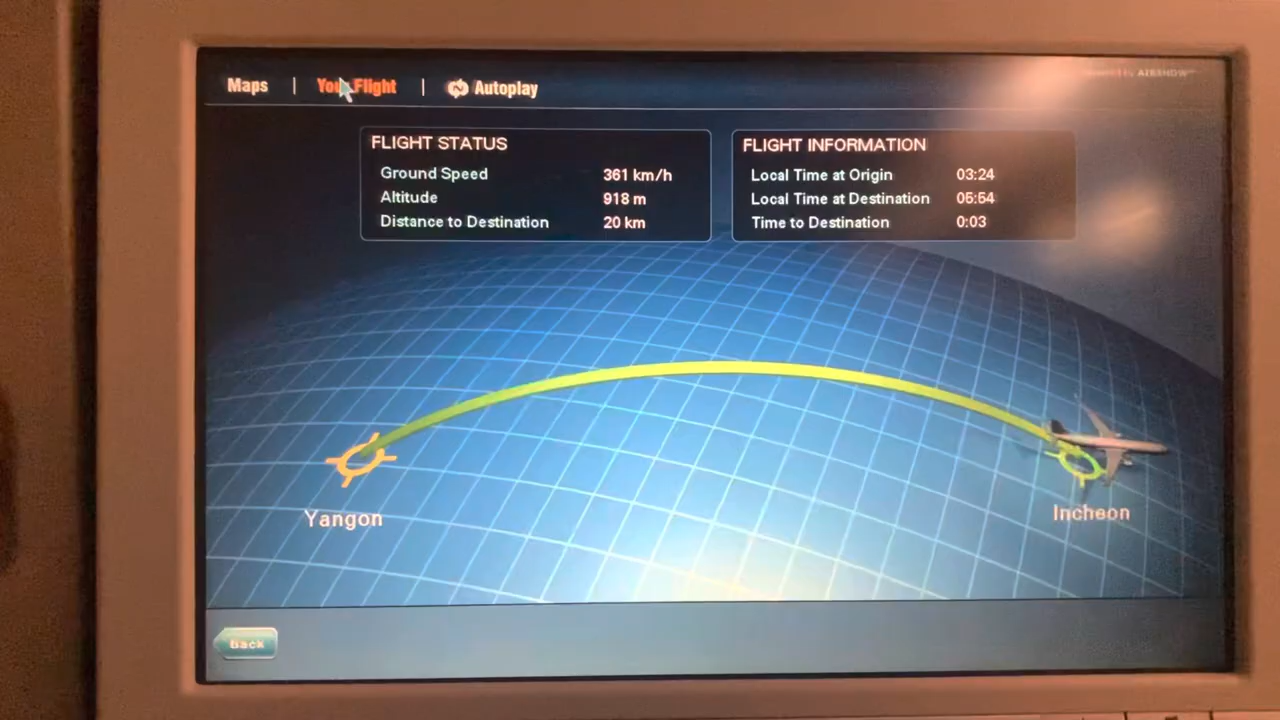 Maps | Your Flight | Autoplay
FLIGHT STATUS
Ground Speed 361 km/h
Altitude 918 m
Distance to Destination 20 km
FLIGHT INFORMATION
Local Time at Origin 03:24
Local Time at Destination 05:54
Time to Destination 0:03
Yangon
Incheon
Back